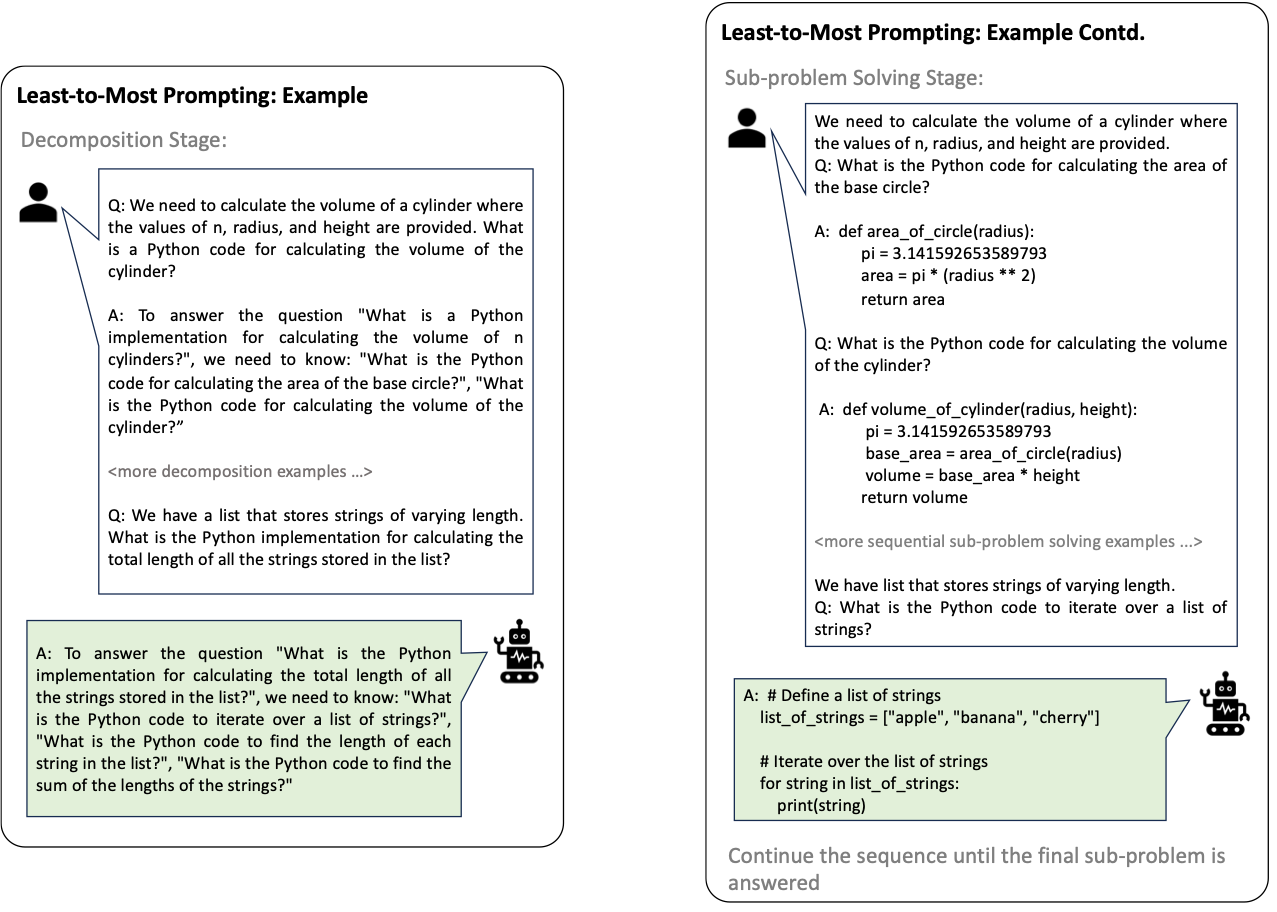 Least-to-Most Prompting: Example
Decomposition Stage:
Q: We need to calculate the volume of a cylinder where
the values of n, radius, and height are provided. What
is a Python code for calculating the volume of the
cylinder?
A: To answer the question "What is a Python
implementation for calculating the volume of n
cylinders?", we need to know: "What is the Python
code for calculating the area of the base circle?", "What
is the Python code for calculating the volume of the
cylinder?”
<more decomposition examples ...>
Q: We have a list that stores strings of varying length.
What is the Python implementation for calculating the
total length of all the strings stored in the list?
A: To answer the question "What is the Python
implementation for calculating the total length of all
the strings stored in the list?", we need to know: "What
is the Python code to iterate over a list of strings?",
"What is the Python code to find the length of each
string in the list?", "What is the Python code to find the
sum of the lengths of the strings?"
Least-to-Most Prompting: Example Contd.
Sub-problem Solving Stage:
We need to calculate the volume of a cylinder where
the values of n, radius, and height are provided.
Q: What is the Python code for calculating the area of
the base circle?
A: def area_of_circle(radius):
pi = 3.141592653589793
area = pi * (radius ** 2)
return area
Q: What is the Python code for calculating the volume
of the cylinder?
A: def volume_of_cylinder(radius, height):
pi = 3.141592653589793
base_area = area_of_circle(radius)
volume = base_area * height
return volume
<more sequential sub-problem solving examples ...>
We have list that stores strings of varying length.
Q: What is the Python code to iterate over a list of
strings?
A: # Define a list of strings
list_of_strings = ["apple", "banana", "cherry"]
# Iterate over the list of strings
for string in list_of_strings:
print(string)
Continue the sequence until the final sub-problem is
answered